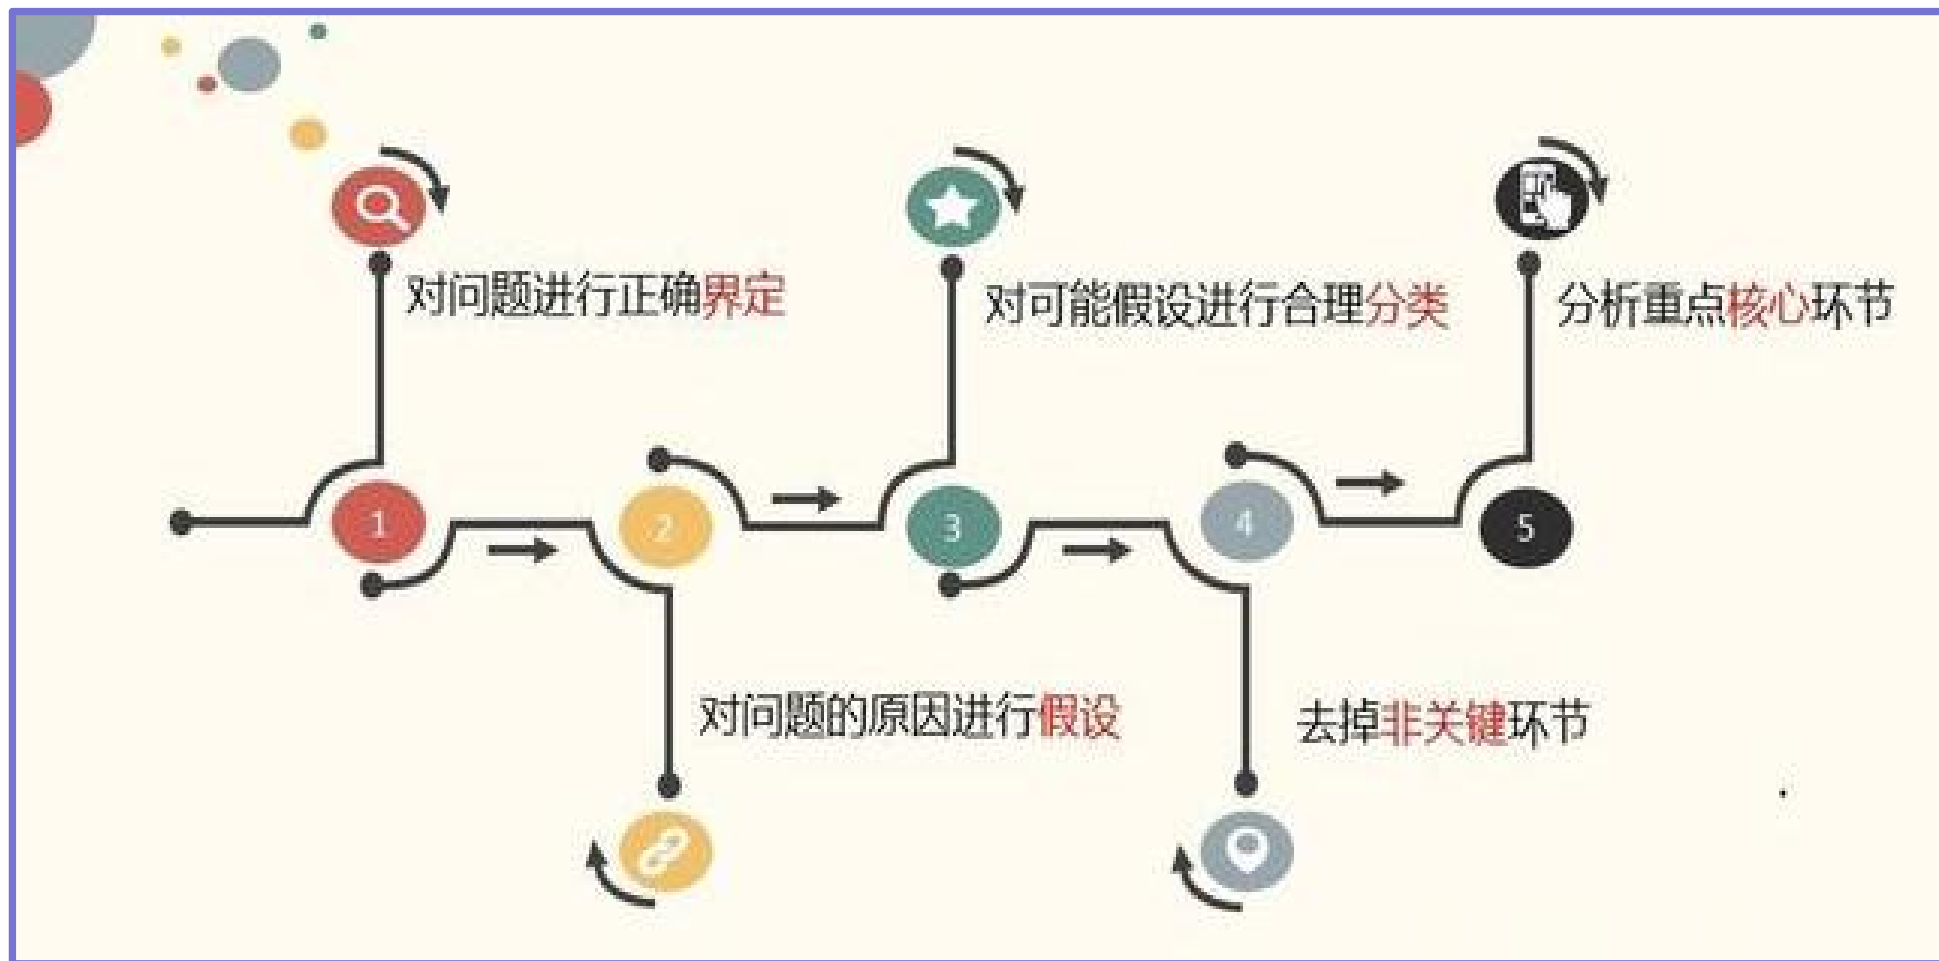 对问题进行正确界定
对可能假设进行合理分类
分析重点核心环节
1
2
3
4
5
对问题的原因进行假设
去掉非关键环节